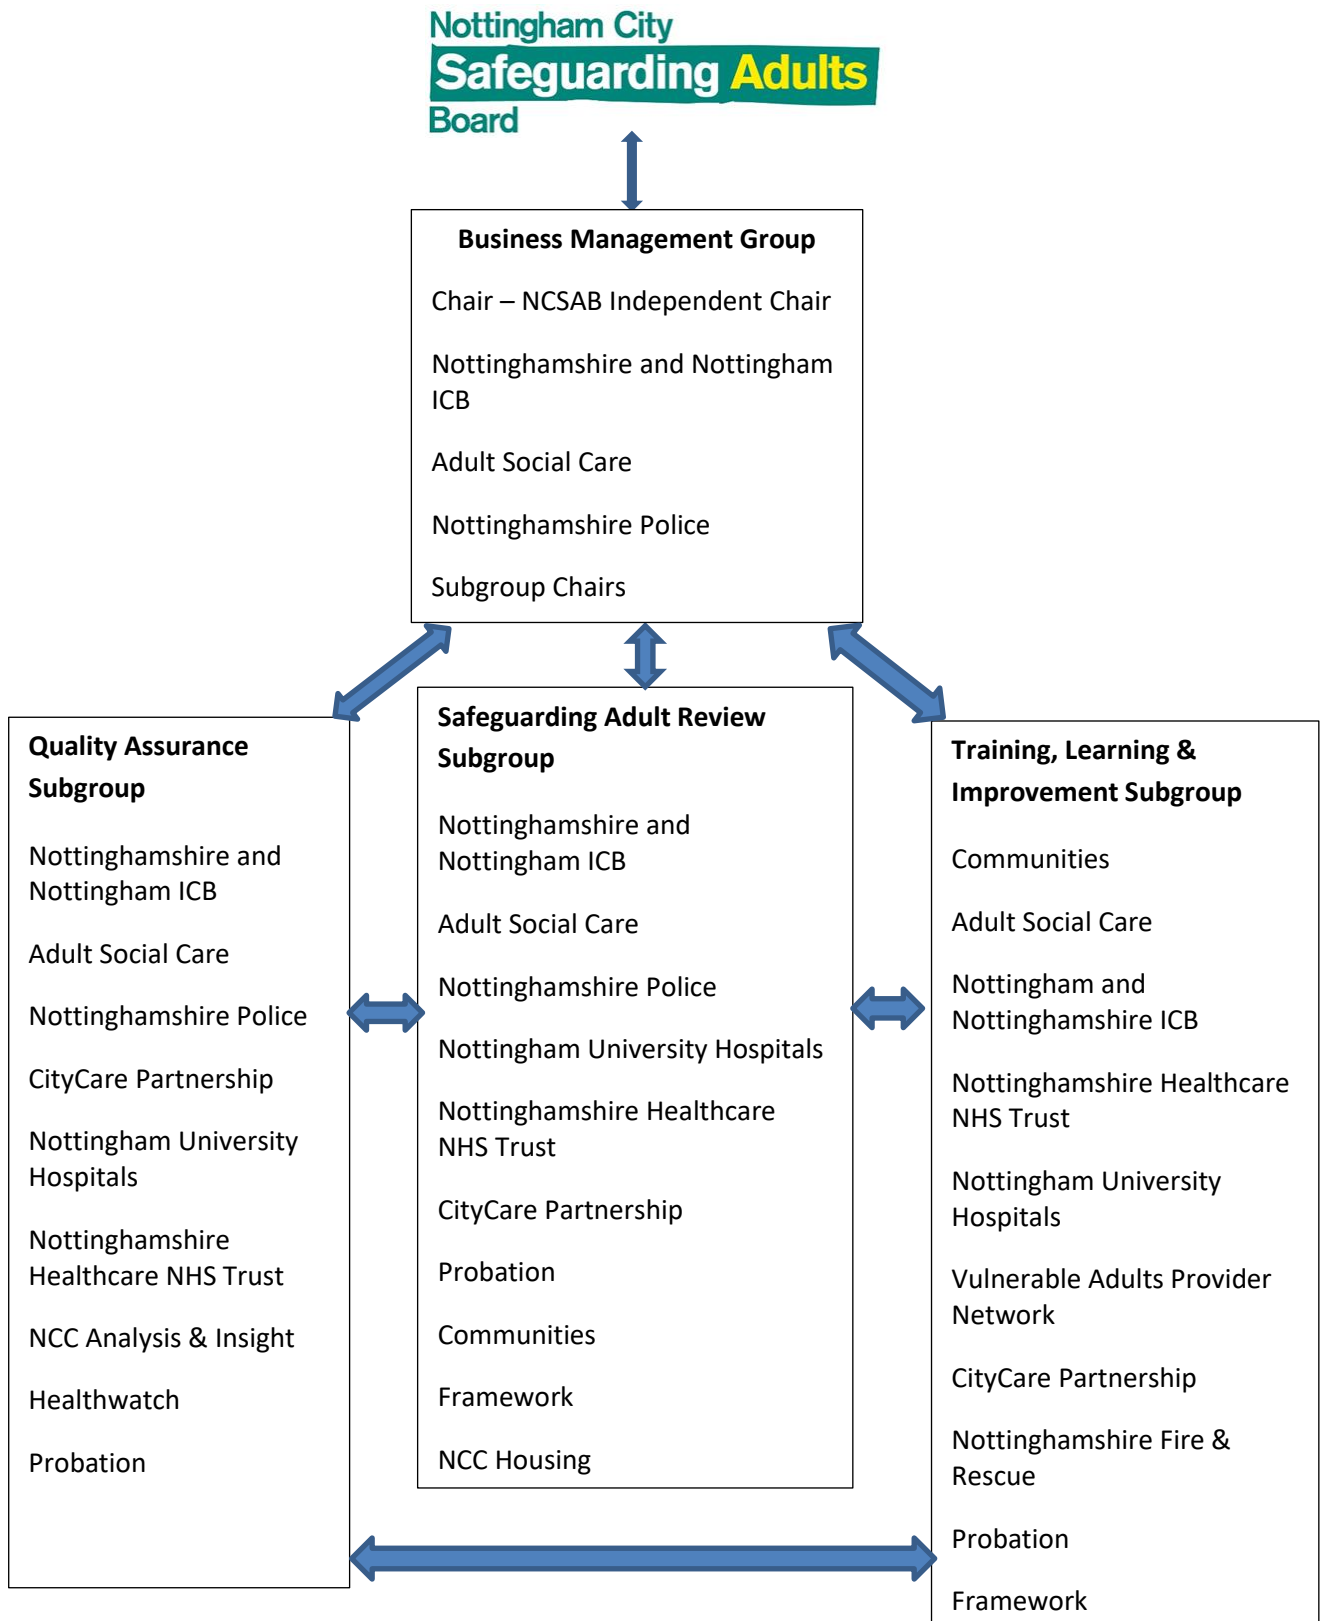 Nottingham City
Safeguarding Adults
Board
Business Management Group
Chair – NCSAB Independent Chair
Nottinghamshire and Nottingham
ICB
Adult Social Care
Nottinghamshire Police
Subgroup Chairs
Quality Assurance
Subgroup
Nottinghamshire and
Nottingham ICB
Adult Social Care
Nottinghamshire Police
CityCare Partnership
Nottingham University
Hospitals
Nottinghamshire
Healthcare NHS Trust
NCC Analysis & Insight
Healthwatch
Probation
Safeguarding Adult Review
Subgroup
Nottinghamshire and
Nottingham ICB
Adult Social Care
Nottinghamshire Police
Nottingham University Hospitals
Nottinghamshire Healthcare
NHS Trust
CityCare Partnership
Probation
Communities
Framework
NCC Housing
Training, Learning &
Improvement Subgroup
Communities
Adult Social Care
Nottingham and
Nottinghamshire ICB
Nottinghamshire Healthcare
NHS Trust
Nottingham University
Hospitals
Vulnerable Adults Provider
Network
CityCare Partnership
Nottinghamshire Fire &
Rescue
Probation
Framework